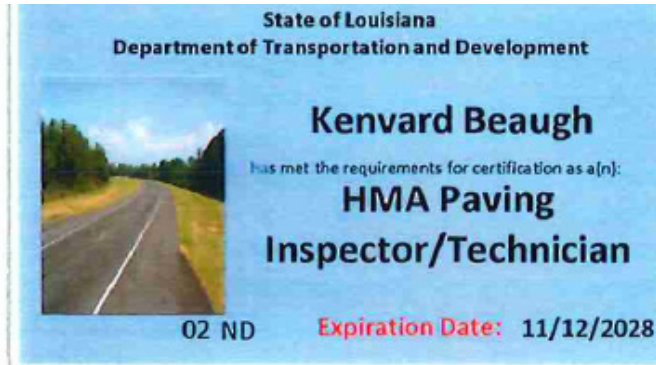 State of Louisiana
Department of Transportation and Development
Kenvard Beaugh
has met the requirements for certification as a(n):
HMA Paving
Inspector/Technician
02 ND
Expiration Date: 11/12/2028